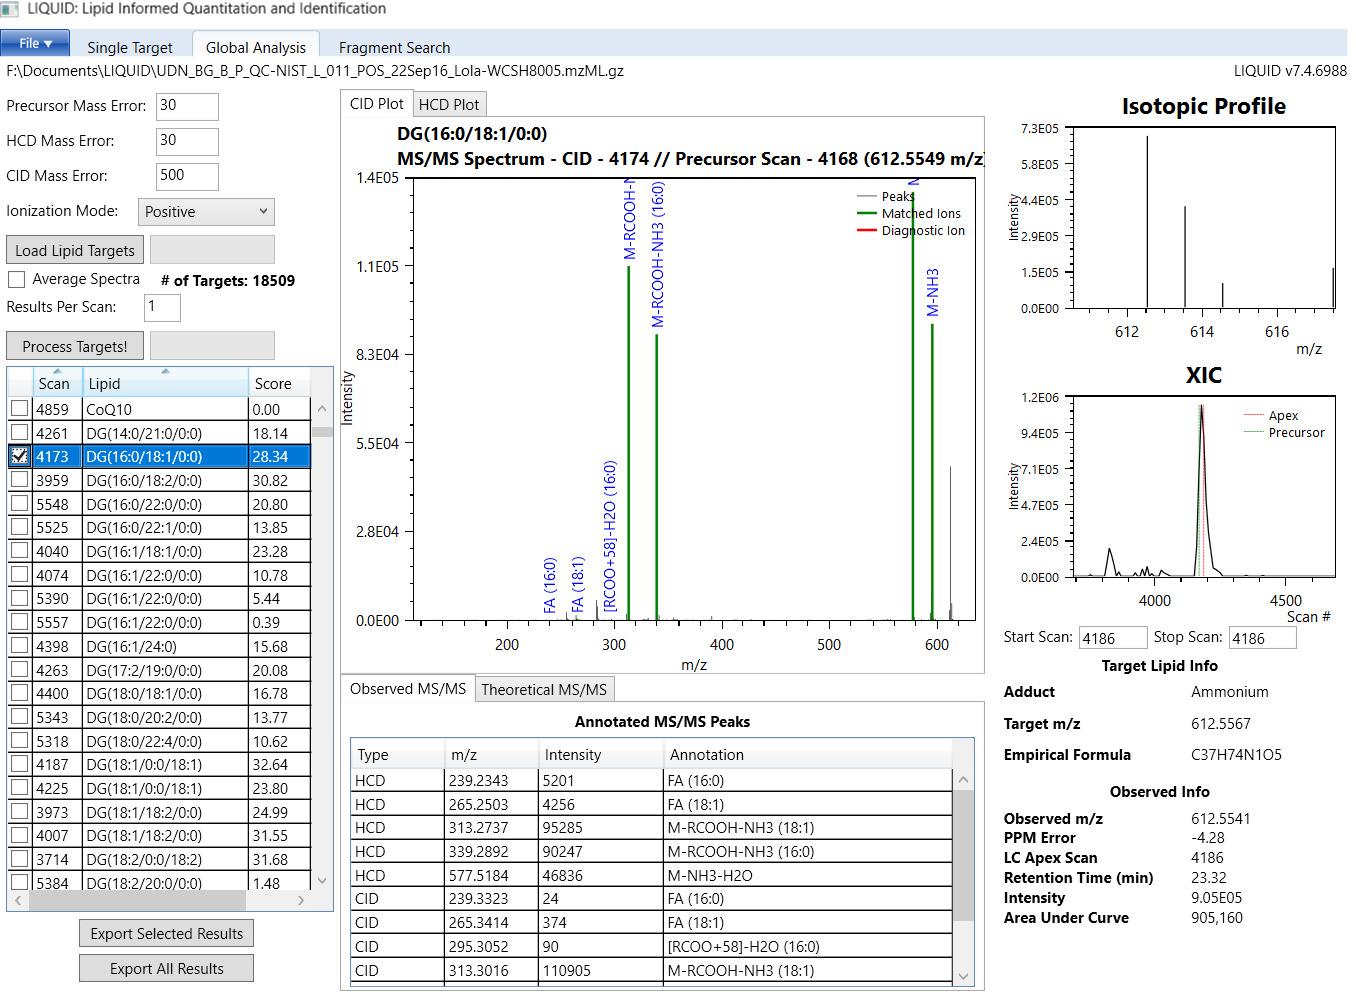 LIQUID: Lipid Informed Quantitation and Identification
File ▾ Single Target Global Analysis Fragment Search
F:\Documents\LIQUID\UDN_BG_B_P_QC-NIST_L_011_POS_22Sep16_Lola-WCSH8005.mzML.gz LIQUID v7.4.6988
Precursor Mass Error: 30
HCD Mass Error: 30
CID Mass Error: 500
Ionization Mode: Positive
Load Lipid Targets
Average Spectra # of Targets: 18509
Results Per Scan: 1
Process Targets!
Scan Lipid Score
4859 CoQ10 0.00
4261 DG(14:0/21:0/0:0) 18.14
4173 DG(16:0/18:1/0:0) 28.34
3959 DG(16:0/18:2/0:0) 30.82
5548 DG(16:0/22:0/0:0) 20.80
5525 DG(16:0/22:1/0:0) 13.85
4040 DG(16:1/18:1/0:0) 23.28
4074 DG(16:1/22:0/0:0) 10.78
5390 DG(16:1/22:0/0:0) 5.44
5557 DG(16:1/22:0/0:0) 0.39
4398 DG(16:1/24:0) 15.68
4263 DG(17:2/19:0/0:0) 20.08
4400 DG(18:0/18:1/0:0) 16.78
5343 DG(18:0/20:2/0:0) 13.77
5318 DG(18:0/22:4/0:0) 10.62
4187 DG(18:1/0:0/18:1) 32.64
4225 DG(18:1/0:0/18:1) 23.80
3973 DG(18:1/18:2/0:0) 24.99
4007 DG(18:1/18:2/0:0) 31.55
3714 DG(18:2/0:0/18:2) 31.68
5384 DG(18:2/20:0/0:0) 1.48
Export Selected Results
Export All Results
CID Plot HCD Plot
DG(16:0/18:1/0:0)
MS/MS Spectrum - CID - 4174 // Precursor Scan - 4168 (612.5549 m/z
1.4E05
1.1E05
8.3E04
5.5E04
2.8E04
0.0E00
Intensity
FA (16:0)
FA (18:1)
[RCOO+58]-H2O (16:0)
M-RCOOH-N
M-RCOOH-NH3 (16:0)
M
M-NH3
Peaks
Matched Ions
Diagnostic Ion
200 300 400 500 600
m/z
Observed MS/MS Theoretical MS/MS
Annotated MS/MS Peaks
Type m/z Intensity Annotation
HCD 239.2343 5201 FA (16:0)
HCD 265.2503 4256 FA (18:1)
HCD 313.2737 95285 M-RCOOH-NH3 (18:1)
HCD 339.2892 90247 M-RCOOH-NH3 (16:0)
HCD 577.5184 46836 M-NH3-H2O
CID 239.3323 24 FA (16:0)
CID 265.3414 374 FA (18:1)
CID 295.3052 90 [RCOO+58]-H2O (16:0)
CID 313.3016 110905 M-RCOOH-NH3 (18:1)
Isotopic Profile
7.3E05
5.8E05
4.4E05
2.9E05
1.5E05
0.0E00
Intensity
612 614 616
m/z
XIC
1.2E06
9.4E05
7.1E05
4.7E05
2.4E05
0.0E00
Intensity
Apex
Precursor
4000 4500
Scan #
Start Scan: 4186 Stop Scan: 4186
Target Lipid Info
Adduct Ammonium
Target m/z 612.5567
Empirical Formula C37H74N1O5
Observed Info
Observed m/z 612.5541
PPM Error -4.28
LC Apex Scan 4186
Retention Time (min) 23.32
Intensity 9.05E05
Area Under Curve 905,160